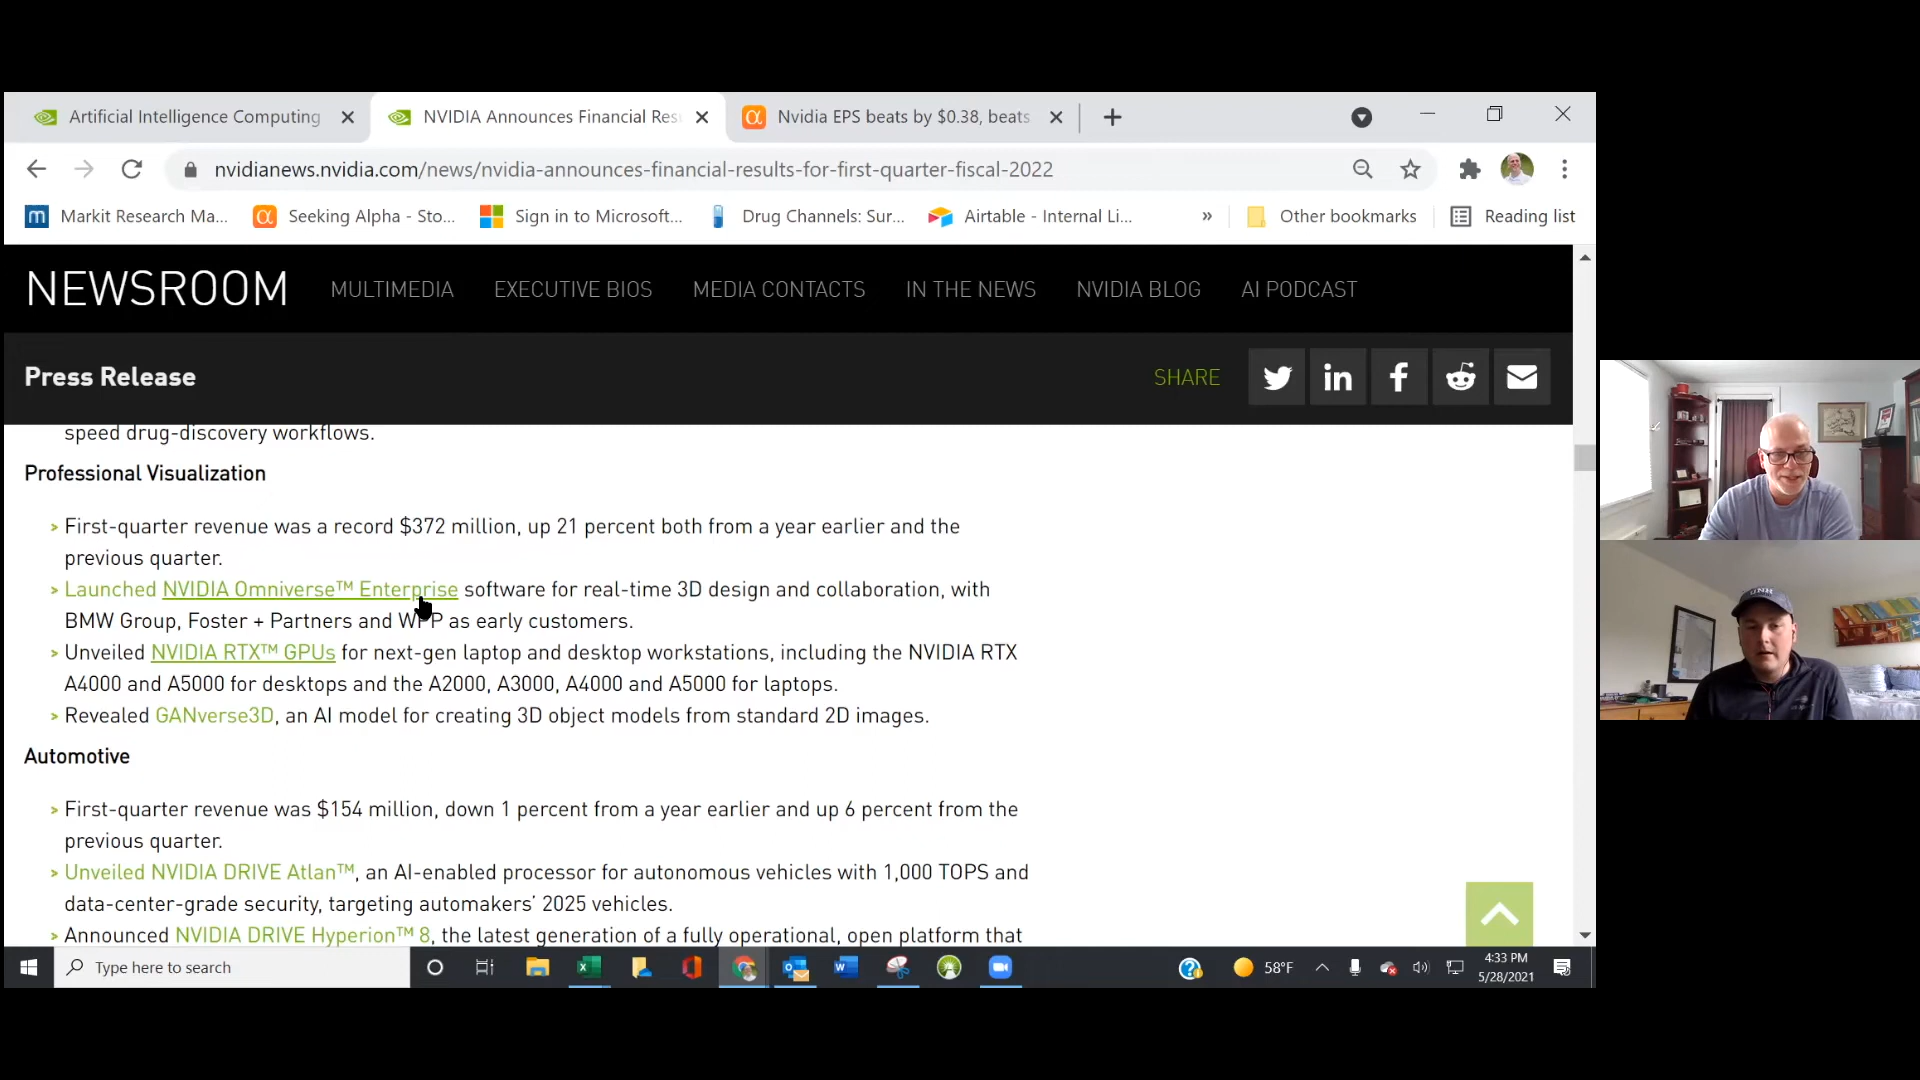 Artificial Intelligence Computing
NVIDIA Announces Financial Res
Nvidia EPS beats by $0.38, beats
nvidianews.nvidia.com/news/nvidia-announces-financial-results-for-first-quarter-fiscal-2022
m Markit Research Ma...
α Seeking Alpha - Sto...
Sign in to Microsoft...
Drug Channels: Sur...
Airtable - Internal Li...
»
Other bookmarks
Reading list
NEWSROOM
MULTIMEDIA
EXECUTIVE BIOS
MEDIA CONTACTS
IN THE NEWS
NVIDIA BLOG
AI PODCAST
Press Release
SHARE
speed drug-discovery workflows.
Professional Visualization
> First-quarter revenue was a record $372 million, up 21 percent both from a year earlier and the
previous quarter.
> Launched NVIDIA Omniverse™ Enterprise software for real-time 3D design and collaboration, with
BMW Group, Foster + Partners and WPP as early customers.
> Unveiled NVIDIA RTX™ GPUs for next-gen laptop and desktop workstations, including the NVIDIA RTX
A4000 and A5000 for desktops and the A2000, A3000, A4000 and A5000 for laptops.
> Revealed GANverse3D, an AI model for creating 3D object models from standard 2D images.
Automotive
> First-quarter revenue was $154 million, down 1 percent from a year earlier and up 6 percent from the
previous quarter.
> Unveiled NVIDIA DRIVE Atlan™, an AI-enabled processor for autonomous vehicles with 1,000 TOPS and
data-center-grade security, targeting automakers’ 2025 vehicles.
> Announced NVIDIA DRIVE Hyperion™ 8, the latest generation of a fully operational, open platform that
Type here to search
58°F
4:33 PM
5/28/2021
UNH